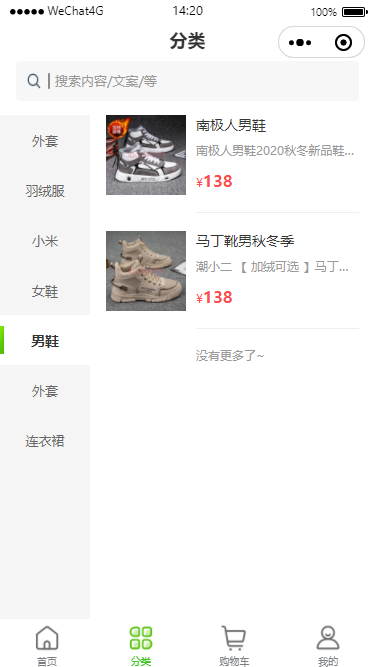 WeChat4G 14:20 100%
分类
搜索内容/文案/等
外套
羽绒服
小米
女鞋
男鞋
外套
连衣裙
南极人男鞋
南极人男鞋2020秋冬新品鞋...
¥138
马丁靴男秋冬季
潮小二 【 加绒可选 】马丁...
¥138
没有更多了~
首页
分类
购物车
我的